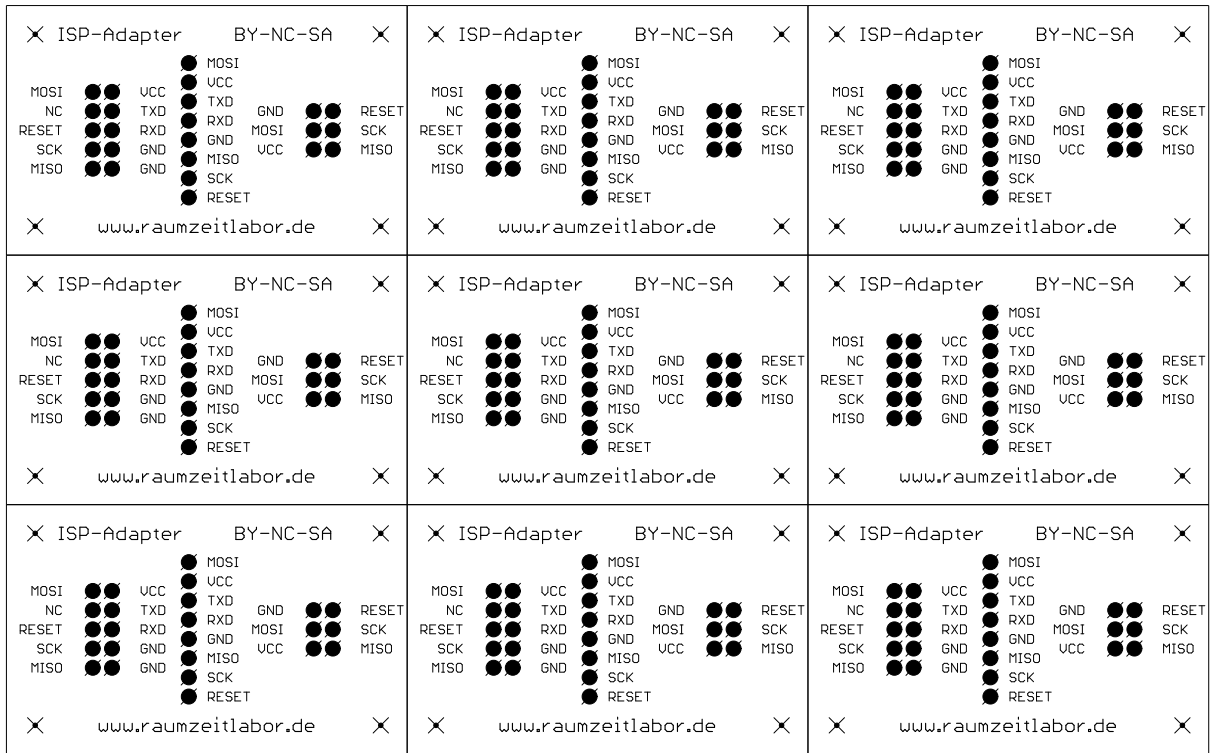 ISP-Adapter BY-NC-SA
MOSI VCC
NC TXD
RESET RXD
SCK GND
MISO GND
MOSI
VCC
TXD
RXD
GND
MISO
SCK
RESET
GND RESET
MOSI SCK
VCC MISO
www.raumzeitlabor.de
ISP-Adapter BY-NC-SA
MOSI VCC
NC TXD
RESET RXD
SCK GND
MISO GND
MOSI
VCC
TXD
RXD
GND
MISO
SCK
RESET
GND RESET
MOSI SCK
VCC MISO
www.raumzeitlabor.de
ISP-Adapter BY-NC-SA
MOSI VCC
NC TXD
RESET RXD
SCK GND
MISO GND
MOSI
VCC
TXD
RXD
GND
MISO
SCK
RESET
GND RESET
MOSI SCK
VCC MISO
www.raumzeitlabor.de
ISP-Adapter BY-NC-SA
MOSI VCC
NC TXD
RESET RXD
SCK GND
MISO GND
MOSI
VCC
TXD
RXD
GND
MISO
SCK
RESET
GND RESET
MOSI SCK
VCC MISO
www.raumzeitlabor.de
ISP-Adapter BY-NC-SA
MOSI VCC
NC TXD
RESET RXD
SCK GND
MISO GND
MOSI
VCC
TXD
RXD
GND
MISO
SCK
RESET
GND RESET
MOSI SCK
VCC MISO
www.raumzeitlabor.de
ISP-Adapter BY-NC-SA
MOSI VCC
NC TXD
RESET RXD
SCK GND
MISO GND
MOSI
VCC
TXD
RXD
GND
MISO
SCK
RESET
GND RESET
MOSI SCK
VCC MISO
www.raumzeitlabor.de
ISP-Adapter BY-NC-SA
MOSI VCC
NC TXD
RESET RXD
SCK GND
MISO GND
MOSI
VCC
TXD
RXD
GND
MISO
SCK
RESET
GND RESET
MOSI SCK
VCC MISO
www.raumzeitlabor.de
ISP-Adapter BY-NC-SA
MOSI VCC
NC TXD
RESET RXD
SCK GND
MISO GND
MOSI
VCC
TXD
RXD
GND
MISO
SCK
RESET
GND RESET
MOSI SCK
VCC MISO
www.raumzeitlabor.de
ISP-Adapter BY-NC-SA
MOSI VCC
NC TXD
RESET RXD
SCK GND
MISO GND
MOSI
VCC
TXD
RXD
GND
MISO
SCK
RESET
GND RESET
MOSI SCK
VCC MISO
www.raumzeitlabor.de